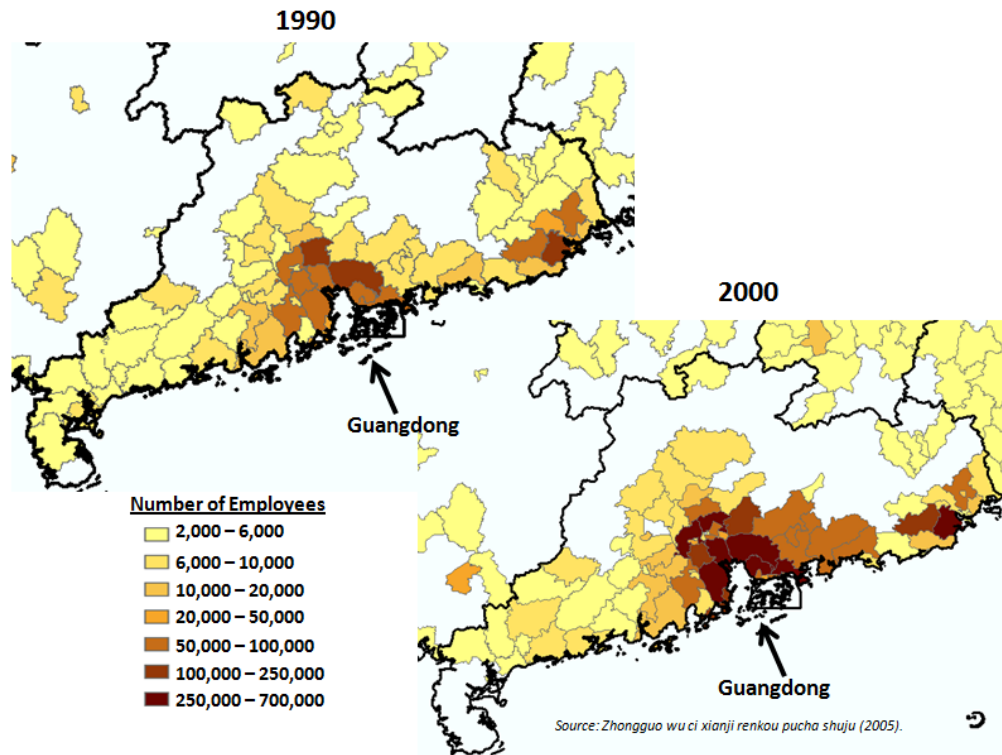 1990
Guangdong
2000
Number of Employees
2,000 – 6,000
6,000 – 10,000
10,000 – 20,000
20,000 – 50,000
50,000 – 100,000
100,000 – 250,000
250,000 – 700,000
Guangdong
Source: Zhongguo wu ci xianji renkou pucha shuju (2005).